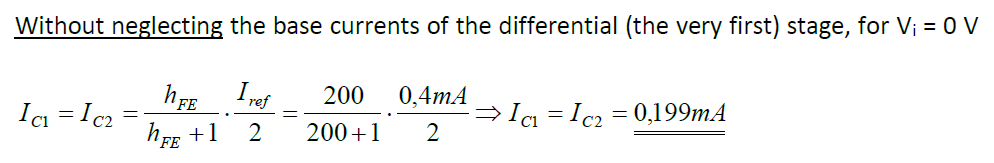 Without neglecting the base currents of the differential (the very first) stage, for Vᵢ = 0 V
I_{C1} = I_{C2} = \frac{h_{FE}}{h_{FE}+1} \cdot \frac{I_{ref}}{2} = \frac{200}{200+1} \cdot \frac{0,4mA}{2} \Rightarrow I_{C1} = I_{C2} = 0,199mA